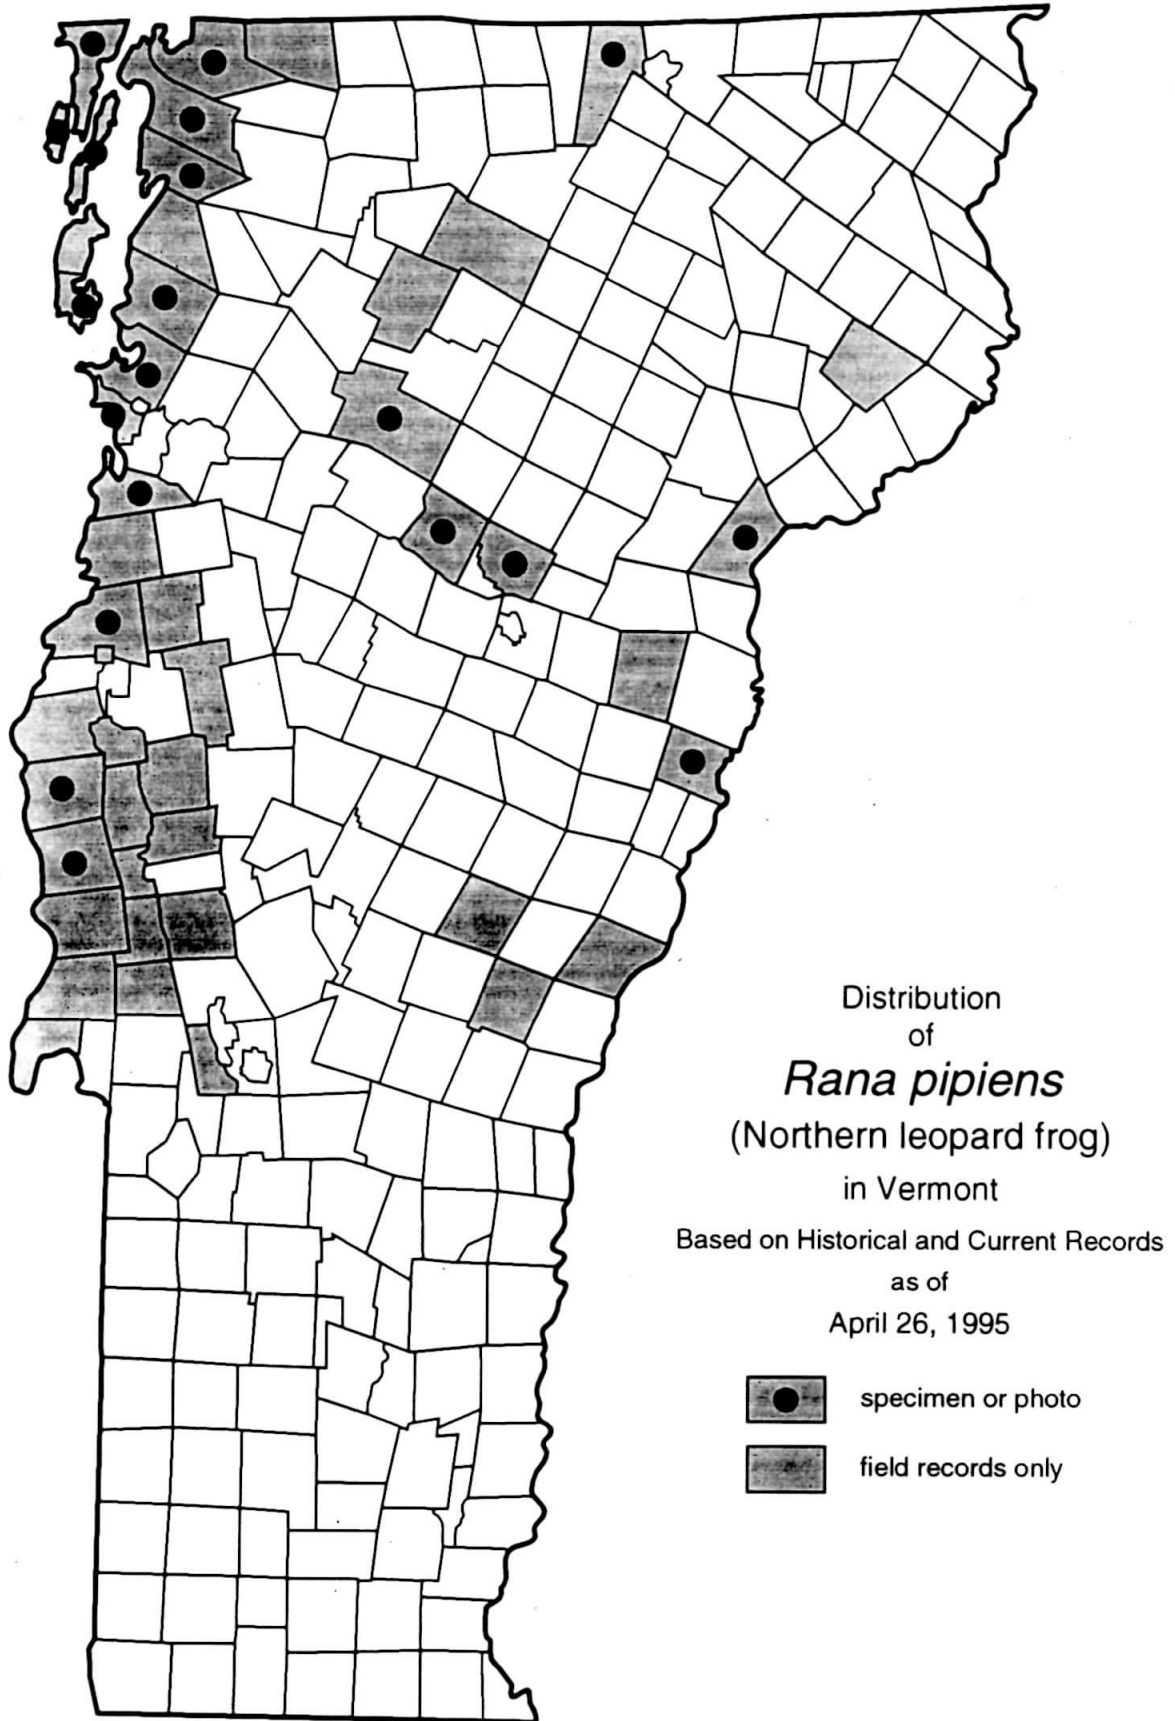 Distribution
of
Rana pipiens
(Northern leopard frog)
in Vermont
Based on Historical and Current Records
as of
April 26, 1995
specimen or photo
field records only